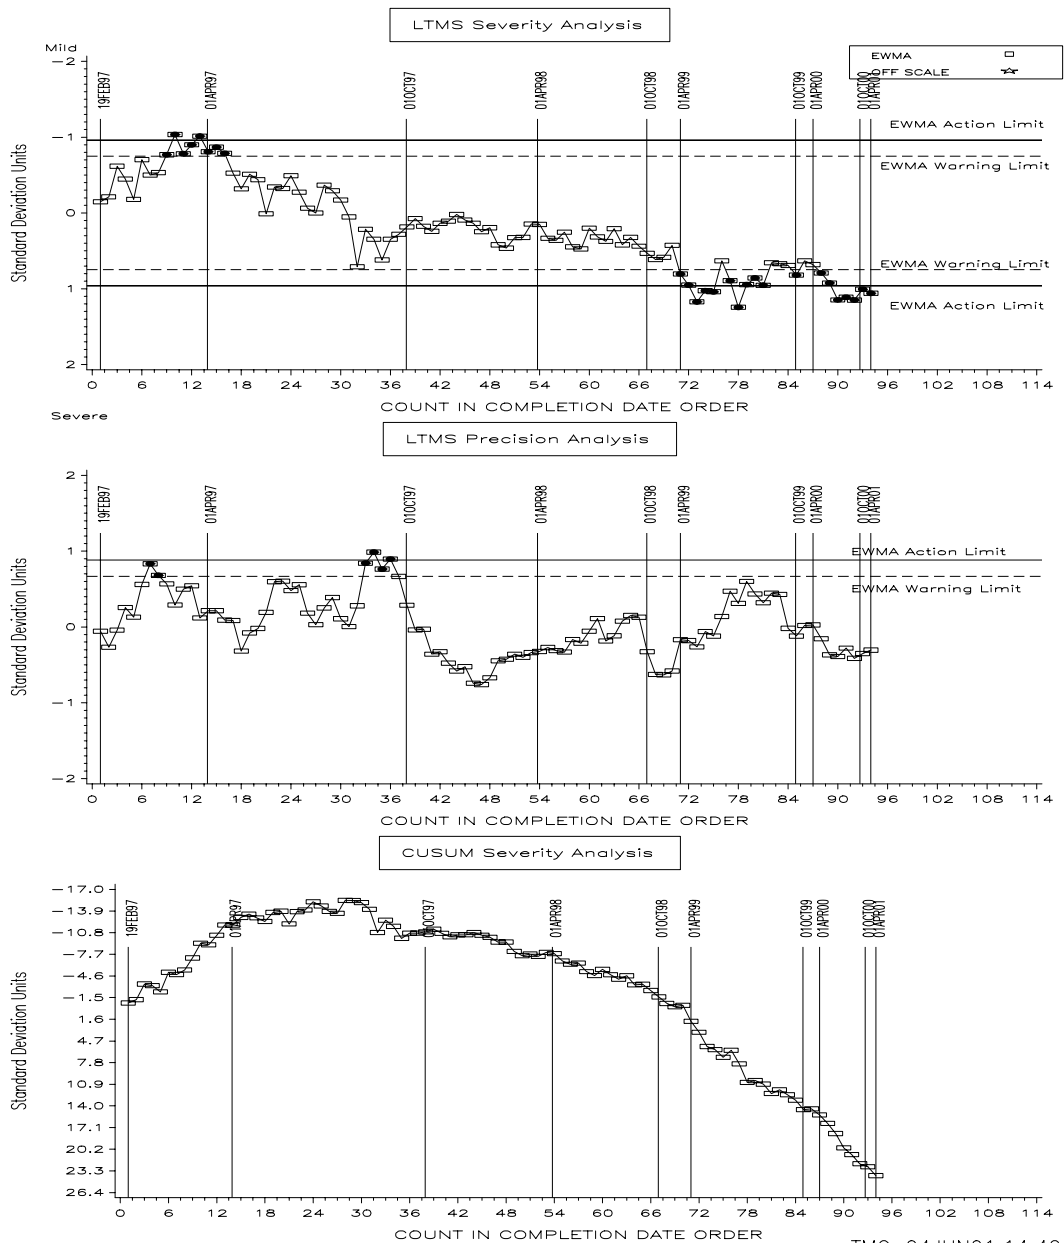 LTMS Severity Analysis
Mild
EWMA
OFF SCALE
19FEB97 01APR97 01OCT97 01APR98 01OCT98 01APR99 01OCT99 01APR00 01OCT00 01APR01
Standard Deviation Units
−2
−1
0
1
2
EWMA Action Limit
EWMA Warning Limit
EWMA Warning Limit
EWMA Action Limit
0 6 12 18 24 30 36 42 48 54 60 66 72 78 84 90 96 102 108 114
COUNT IN COMPLETION DATE ORDER
Severe
LTMS Precision Analysis
19FEB97 01APR97 01OCT97 01APR98 01OCT98 01APR99 01OCT99 01APR00 01OCT00 01APR01
Standard Deviation Units
2
1
0
−1
−2
EWMA Action Limit
EWMA Warning Limit
0 6 12 18 24 30 36 42 48 54 60 66 72 78 84 90 96 102 108 114
COUNT IN COMPLETION DATE ORDER
CUSUM Severity Analysis
19FEB97 01APR97 01OCT97 01APR98 01OCT98 01APR99 01OCT99 01APR00 01OCT00 01APR01
Standard Deviation Units
−17.0
−13.9
−10.8
−7.7
−4.6
−1.5
1.6
4.7
7.8
10.9
14.0
17.1
20.2
23.3
26.4
0 6 12 18 24 30 36 42 48 54 60 66 72 78 84 90 96 102 108 114
COUNT IN COMPLETION DATE ORDER